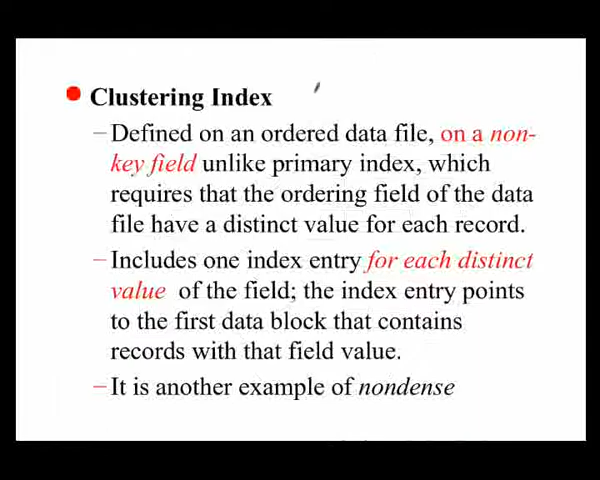 Clustering Index
–Defined on an ordered data file, on a non-
key field unlike primary index, which
requires that the ordering field of the data
file have a distinct value for each record.
–Includes one index entry for each distinct
value of the field; the index entry points
to the first data block that contains
records with that field value.
–It is another example of nondense